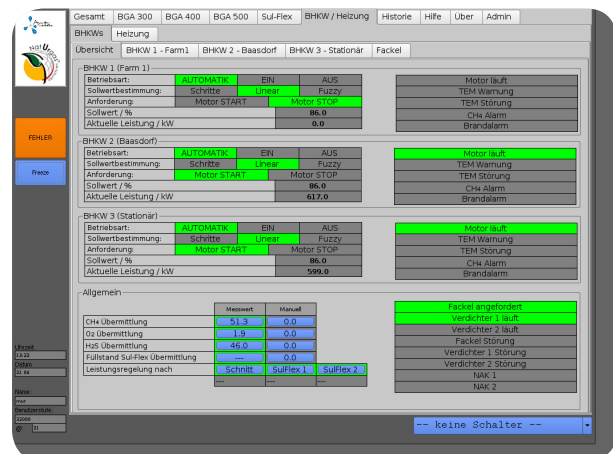 Gesamt BGA 300 BGA 400 BGA 500 Sul-Flex BHKW / Heizung Historie Hilfe Über Admin
BHKWs Heizung
Übersicht BHKW 1 - Farm1 BHKW 2 - Baasdorf BHKW 3 - Stationär Fackel
FEHLER
Freeze
BHKW 1 (Farm 1)
Betriebsart: AUTOMATIK EIN AUS
Sollwertbestimmung: Schritte Linear Fuzzy
Anforderung: Motor START Motor STOP
Sollwert / % 86.0
Aktuelle Leistung / kW 0.0
Motor läuft
TEM Warnung
TEM Störung
CH4 Alarm
Brandalarm
BHKW 2 (Baasdorf)
Betriebsart: AUTOMATIK EIN AUS
Sollwertbestimmung: Schritte Linear Fuzzy
Anforderung: Motor START Motor STOP
Sollwert / % 86.0
Aktuelle Leistung / kW 617.0
Motor läuft
TEM Warnung
TEM Störung
CH4 Alarm
Brandalarm
BHKW 3 (Stationär)
Betriebsart: AUTOMATIK EIN AUS
Sollwertbestimmung: Schritte Linear Fuzzy
Anforderung: Motor START Motor STOP
Sollwert / % 86.0
Aktuelle Leistung / kW 599.0
Motor läuft
TEM Warnung
TEM Störung
CH4 Alarm
Brandalarm
Allgemein
Messwert Manuell
CH4 Übermittlung 51.3 0.0
O2 Übermittlung 1.9 0.0
H2S Übermittlung 46.0 0.0
Füllstand Sul-Flex Übermittlung --- 0.0
Leistungsregelung nach Schnitt SulFlex 1 SulFlex 2
--- --- ---
Fackel angefordert
Verdichter 1 läuft
Verdichter 2 läuft
Fackel Störung
Verdichter 1 Störung
Verdichter 2 Störung
NAK 1
NAK 2
Uhrzeit
13:22
Datum
21 04
Name:
Benutzerstufe:
32000
@ 31
-- keine Schalter --